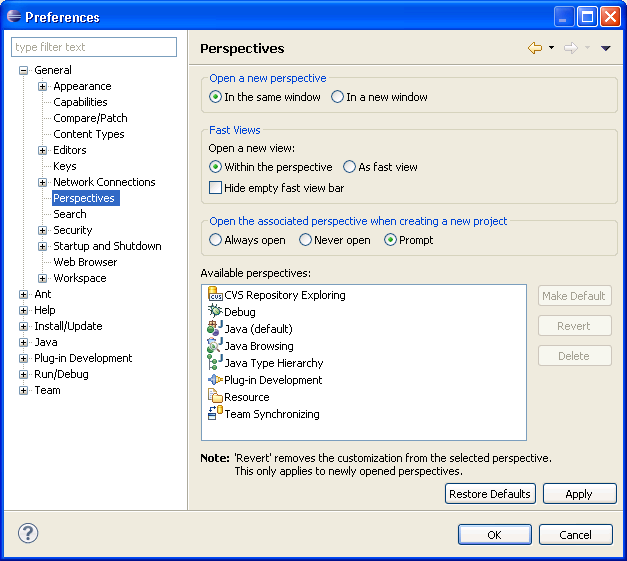 Preferences
type filter text
General
Appearance
Capabilities
Compare/Patch
Content Types
Editors
Keys
Network Connections
Perspectives
Search
Security
Startup and Shutdown
Web Browser
Workspace
Ant
Help
Install/Update
Java
Plug-in Development
Run/Debug
Team
Perspectives
Open a new perspective
In the same window In a new window
Fast Views
Open a new view:
Within the perspective As fast view
Hide empty fast view bar
Open the associated perspective when creating a new project
Always open Never open Prompt
Available perspectives:
CVS CVS Repository Exploring
Debug
Java (default)
Java Browsing
Java Type Hierarchy
Plug-in Development
Resource
Team Synchronizing
Make Default
Revert
Delete
Note: 'Revert' removes the customization from the selected perspective.
This only applies to newly opened perspectives.
Restore Defaults Apply
? OK Cancel